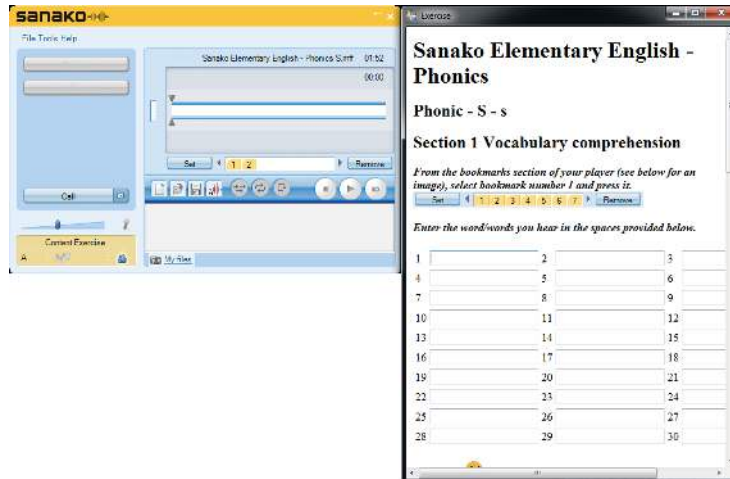 sanako
File Tools Help
Sanako Elementary English - Phonics S.mff 01:52
00:00
Set 1 2 Remove
Call
Content Exercise
A
My files
Exercise
Sanako Elementary English -
Phonics
Phonic - S - s
Section 1 Vocabulary comprehension
From the bookmarks section of your player (see below for an
image), select bookmark number 1 and press it.
Set 1 2 3 4 5 6 7 Remove
Enter the word/words you hear in the spaces provided below.
1 2 3
4 5 6
7 8 9
10 11 12
13 14 15
16 17 18
19 20 21
22 23 24
25 26 27
28 29 30